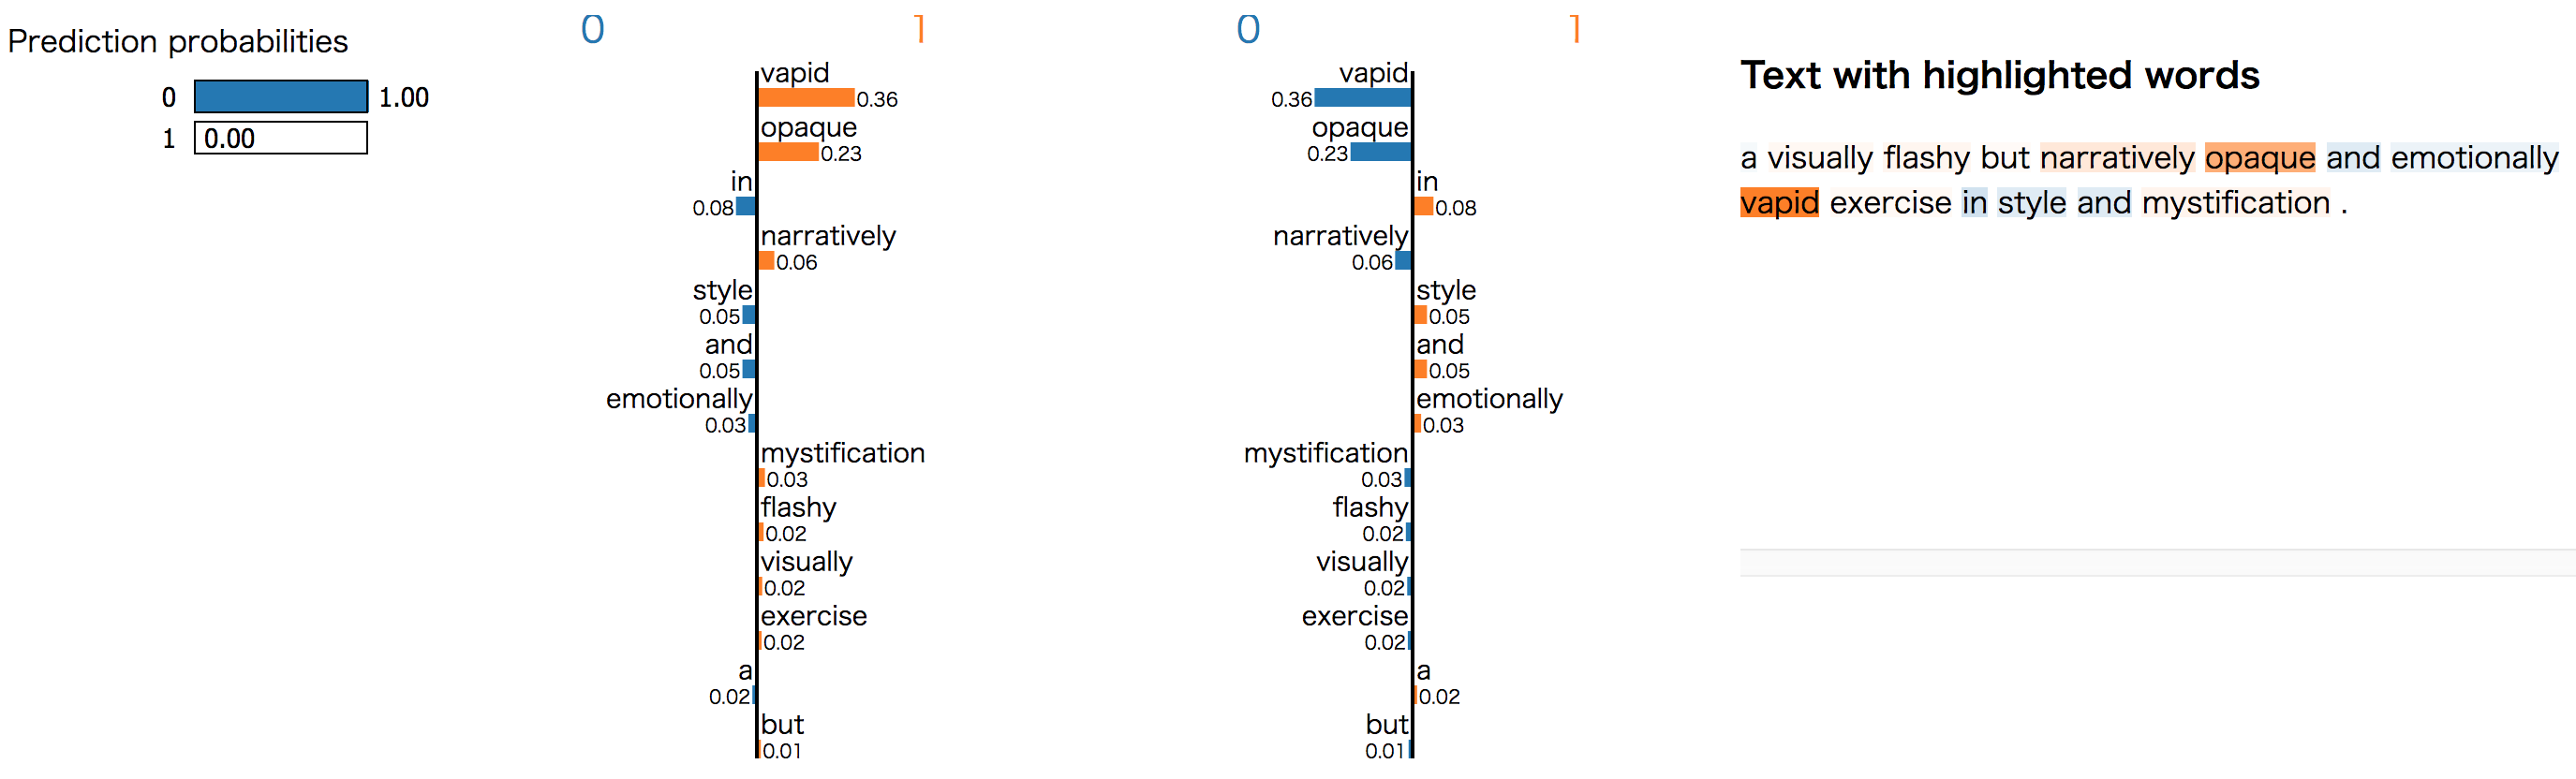 Prediction probabilities
0 1.00
1 0.00
0 1
vapid
0.36
opaque
0.23
in
0.08
narratively
0.06
style
0.05
and
0.05
emotionally
0.03
mystification
0.03
flashy
0.02
visually
0.02
exercise
0.02
a
0.02
but
0.01
0 1
vapid
0.36
opaque
0.23
in
0.08
narratively
0.06
style
0.05
and
0.05
emotionally
0.03
mystification
0.03
flashy
0.02
visually
0.02
exercise
0.02
a
0.02
but
0.01
Text with highlighted words
a visually flashy but narratively opaque and emotionally
vapid exercise in style and mystification .